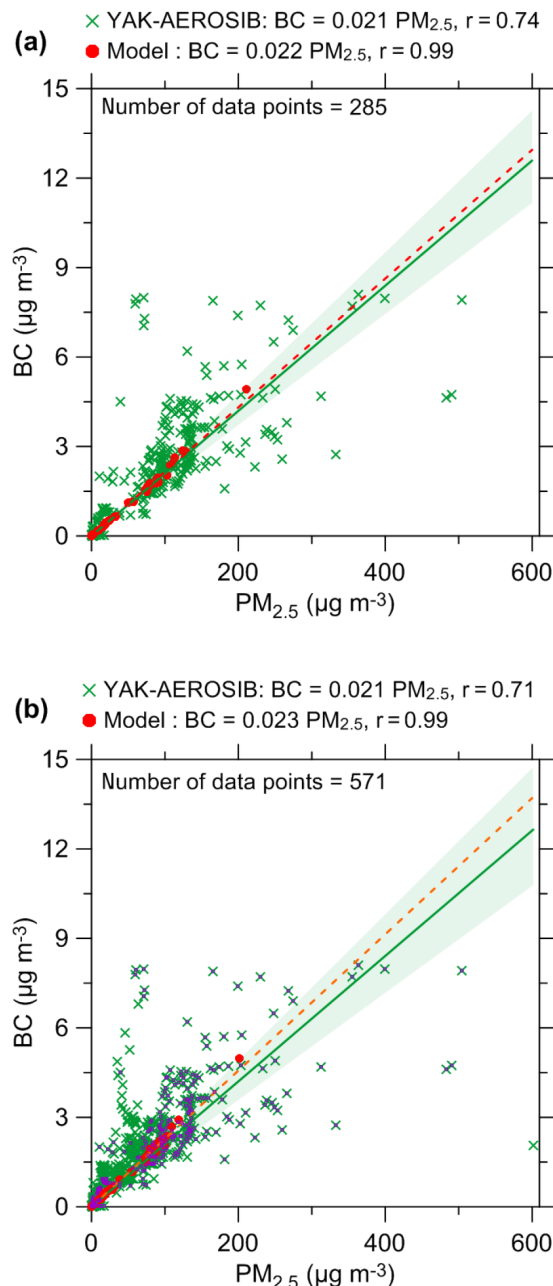 (a)
× YAK-AEROSIB: BC = 0.021 PM2.5, r = 0.74
● Model : BC = 0.022 PM2.5, r = 0.99
Number of data points = 285
15
12
9
6
3
0
BC (µg m-3)
0 200 400 600
PM2.5 (µg m-3)
(b)
× YAK-AEROSIB: BC = 0.021 PM2.5, r = 0.71
● Model : BC = 0.023 PM2.5, r = 0.99
Number of data points = 571
15
12
9
6
3
0
BC (µg m-3)
0 200 400 600
PM2.5 (µg m-3)